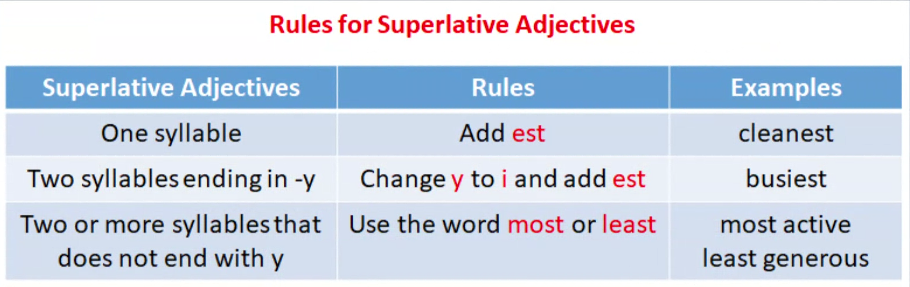 Rules for Superlative Adjectives
Superlative Adjectives Rules Examples
One syllable Add est cleanest
Two syllables ending in -y Change y to i and add est busiest
Two or more syllables that Use the word most or least most active
does not end with y least generous